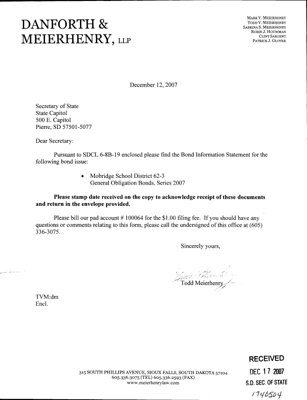 DANFORTH &
MEIERHENRY, LLP
MARK V. MEIERHENRY
TODD V. MEIERHENRY
SABRINA S. MEIERHENRY
ROBIN J. HOUWMAN
CLINT SARGENT
PATRICK J. GLOVER
December 12, 2007
Secretary of State
State Capitol
500 E. Capitol
Pierre, SD 57501-5077
Dear Secretary:
Pursuant to SDCL 6-8B-19 enclosed please find the Bond Information Statement for the
following bond issue:
• Mobridge School District 62-3
General Obligation Bonds, Series 2007
Please stamp date received on the copy to acknowledge receipt of these documents
and return in the envelope provided.
Please bill our pad account # 100064 for the $1.00 filing fee. If you should have any
questions or comments relating to this form, please call the undersigned of this office at (605)
336-3075.
Sincerely yours,
Todd Meierhenry
TVM:dm
Encl.
315 SOUTH PHILLIPS AVENUE, SIOUX FALLS, SOUTH DAKOTA 57104
605.336.3075 (TEL) 605.336.2593 (FAX)
www.meierhenrylaw.com
RECEIVED
DEC 17 2007
S.D. SEC. OF STATE
1740504